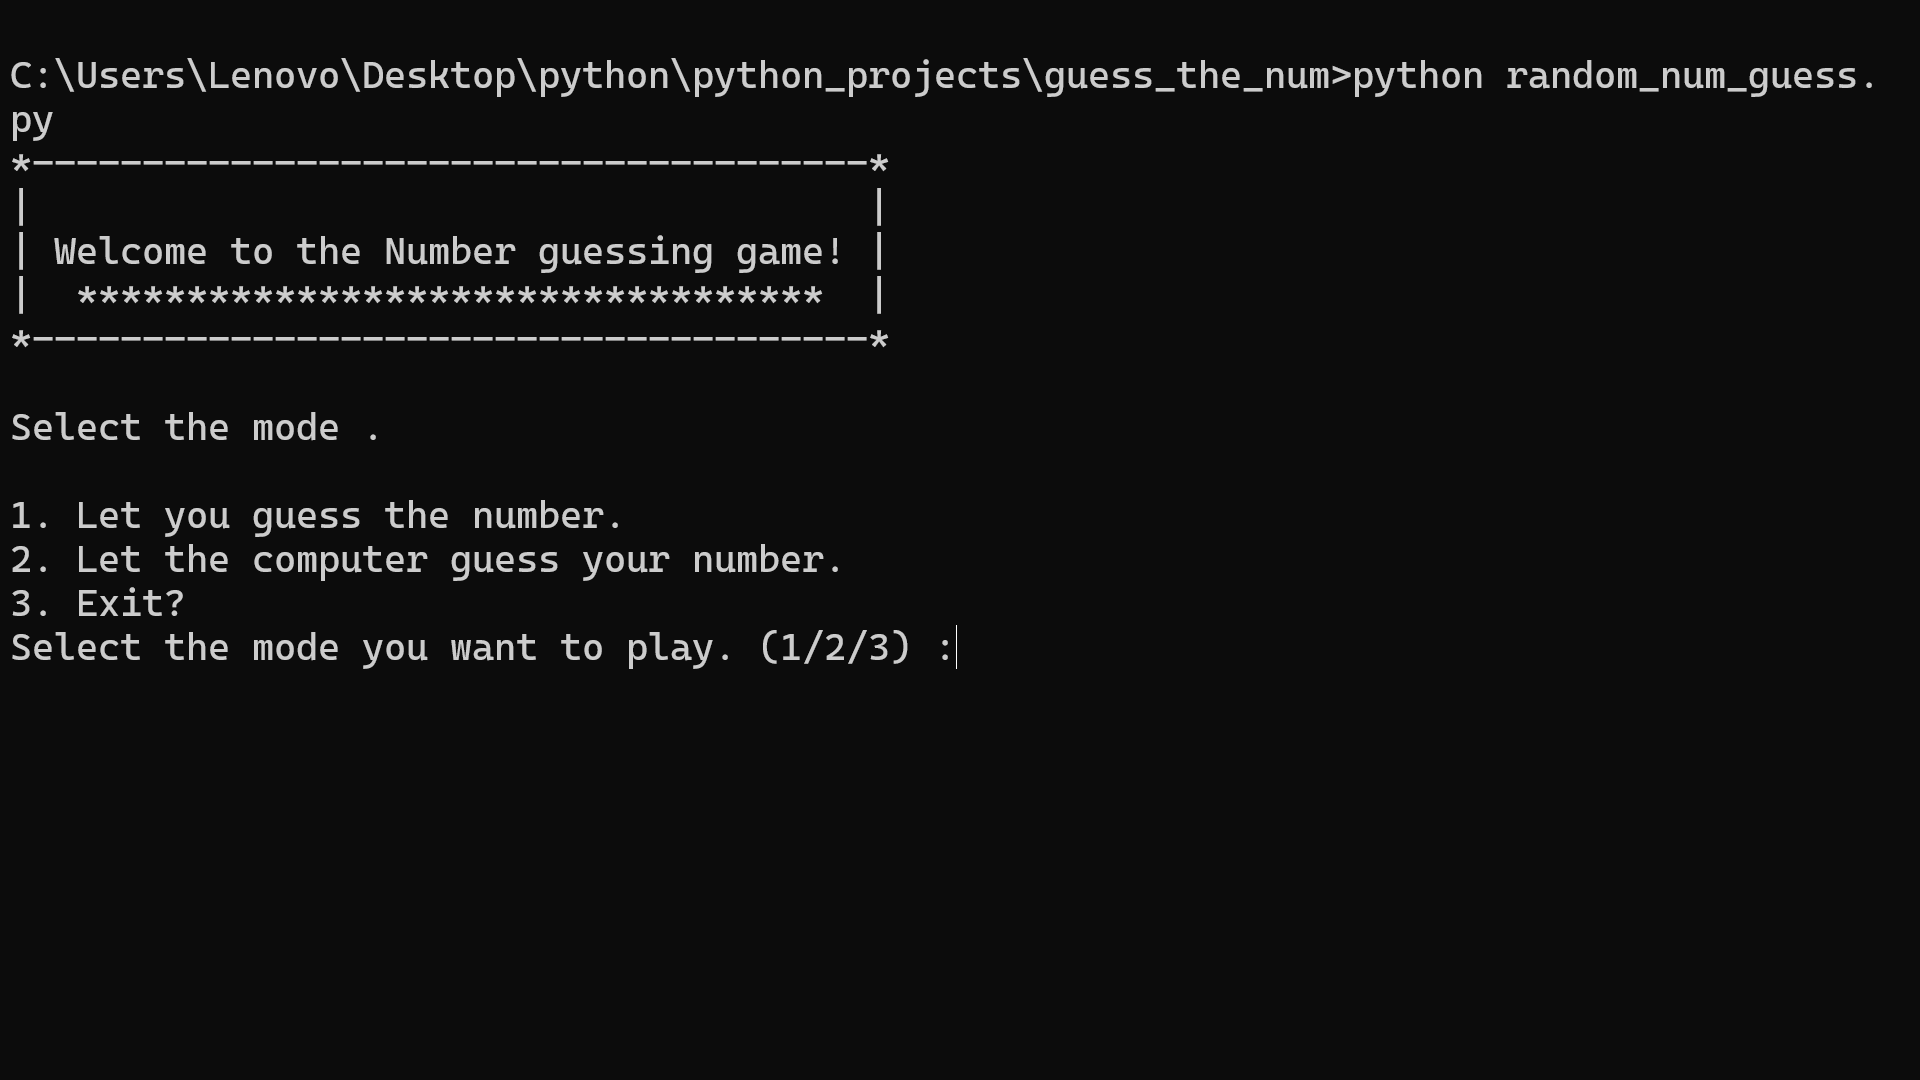 C:\Users\Lenovo\Desktop\python\python_projects\guess_the_num>python random_num_guess.
py
*--------------------------------------*
|                                      |
| Welcome to the Number guessing game! |
|  **********************************  |
*--------------------------------------*
Select the mode .
1. Let you guess the number.
2. Let the computer guess your number.
3. Exit?
Select the mode you want to play. (1/2/3) :